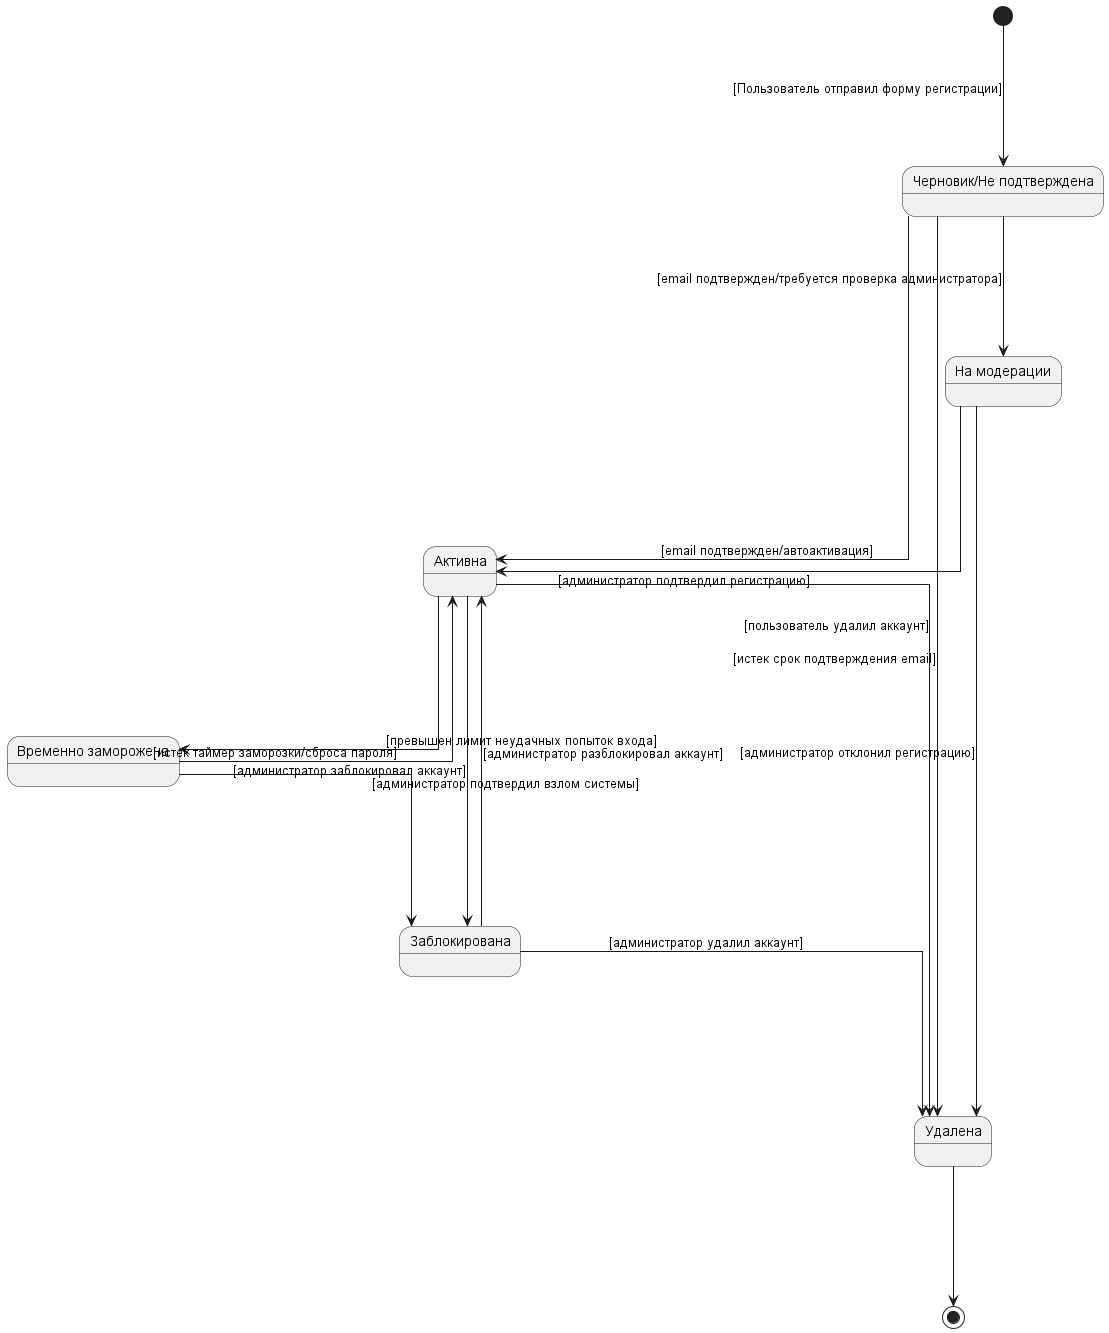 [Пользователь отправил форму регистрации]
Черновик/Не подтверждена
[email подтвержден/требуется проверка администратора]
На модерации
[email подтвержден/автоактивация]
Активна
[администратор подтвердил регистрацию]
[пользователь удалил аккаунт]
[истек срок подтверждения email]
[превышен лимит неудачных попыток входа]
Временно заморожена
[истек таймер заморозки/сброса пароля]
[администратор разблокировал аккаунт]
[администратор отклонил регистрацию]
[администратор заблокировал аккаунт]
[администратор подтвердил взлом системы]
Заблокирована
[администратор удалил аккаунт]
Удалена